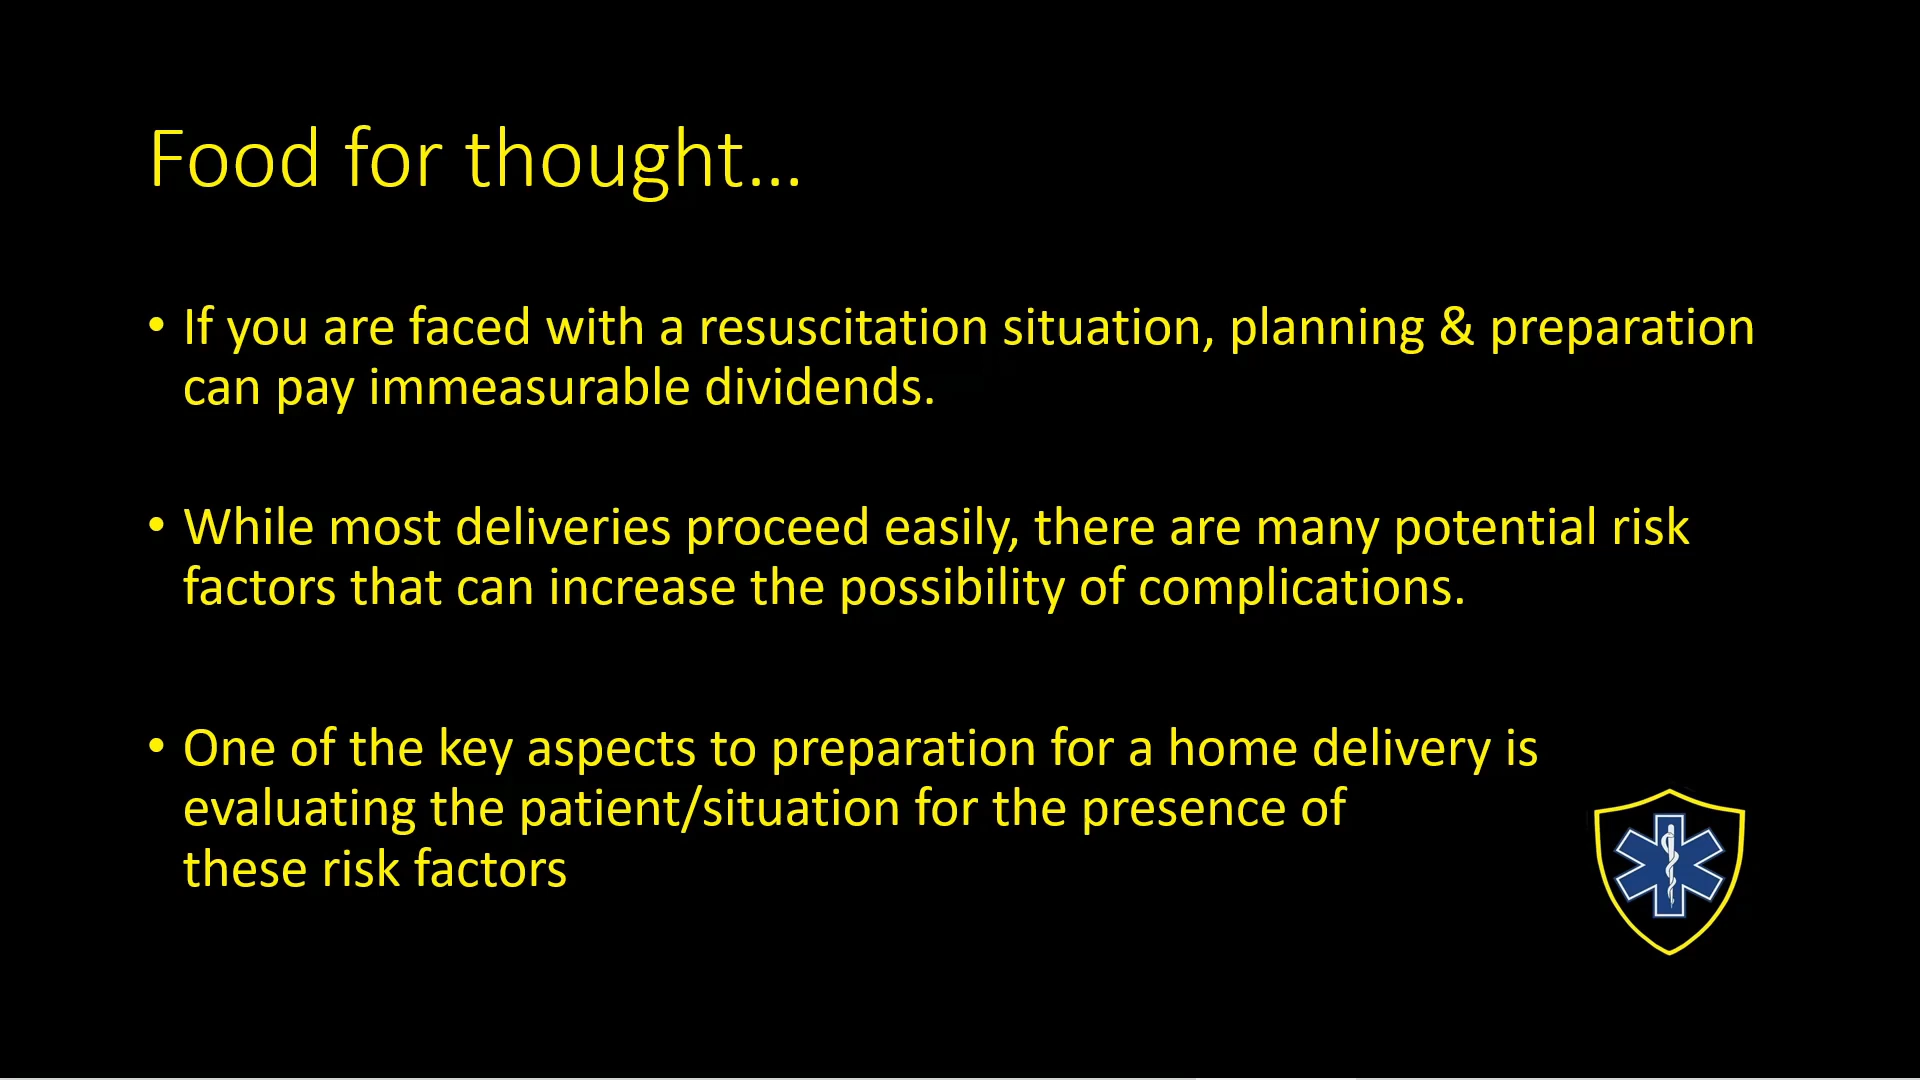 Food for thought…
• If you are faced with a resuscitation situation, planning & preparation
can pay immeasurable dividends.
• While most deliveries proceed easily, there are many potential risk
factors that can increase the possibility of complications.
• One of the key aspects to preparation for a home delivery is
evaluating the patient/situation for the presence of
these risk factors